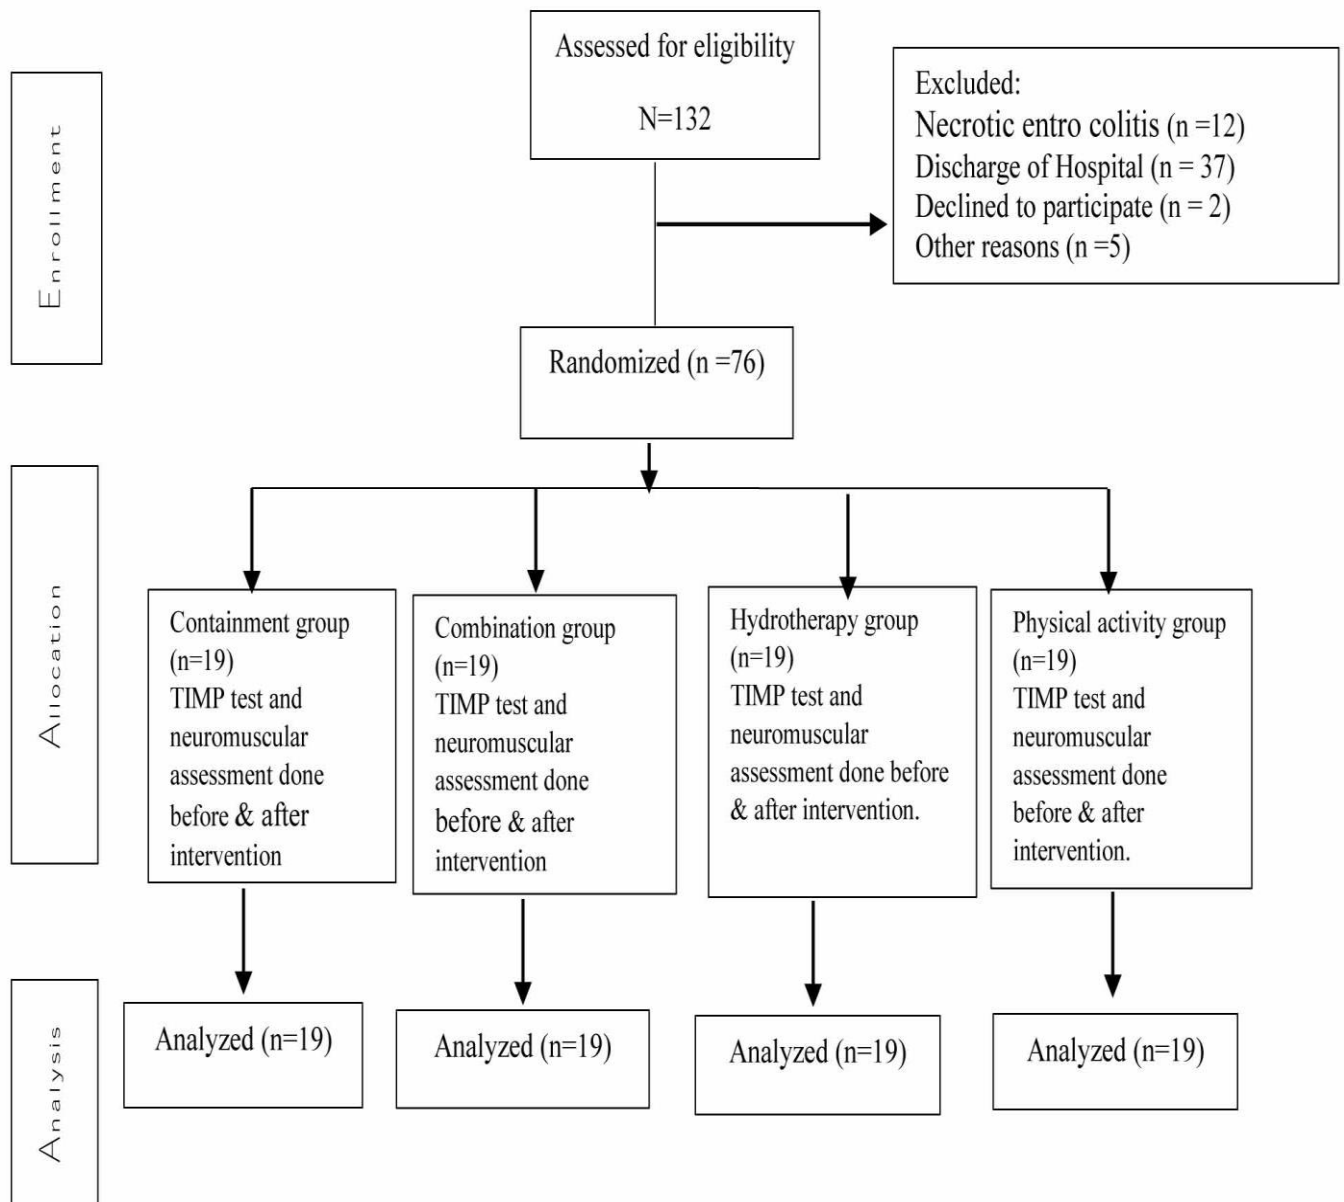 Assessed for eligibility
N=132
Excluded:
Necrotic entro colitis (n =12)
Discharge of Hospital (n = 37)
Declined to participate (n = 2)
Other reasons (n =5)
Enrollment
Randomized (n =76)
Allocation
Containment group
(n=19)
TIMP test and
neuromuscular
assessment done
before & after
intervention
Combination group
(n=19)
TIMP test and
neuromuscular
assessment done
before & after
intervention
Hydrotherapy group
(n=19)
TIMP test and
neuromuscular
assessment done before
& after intervention.
Physical activity group
(n=19)
TIMP test and
neuromuscular
assessment done
before & after
intervention.
Analysis
Analyzed (n=19)
Analyzed (n=19)
Analyzed (n=19)
Analyzed (n=19)